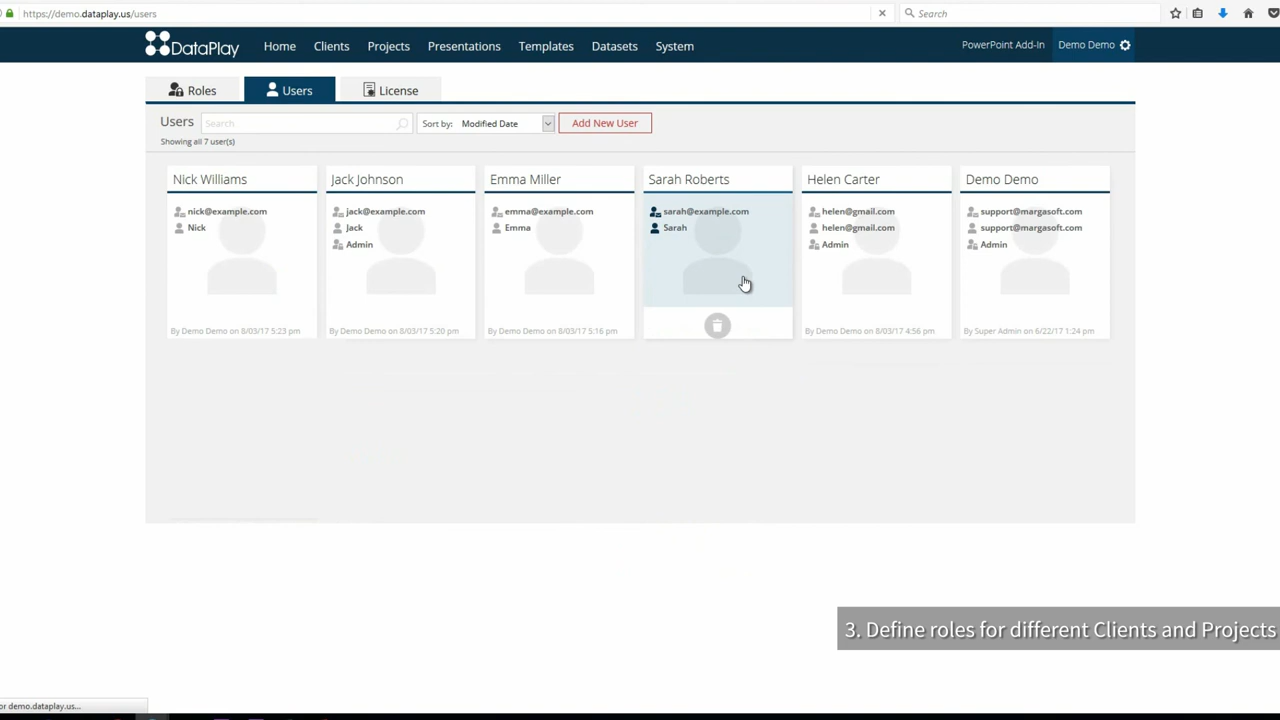 https://demo.dataplay.us/users
Search
DataPlay
Home
Clients
Projects
Presentations
Templates
Datasets
System
PowerPoint Add-In
Demo Demo
Roles
Users
License
Users
Search
Sort by:
Modified Date
Add New User
Showing all 7 user(s)
Nick Williams
nick@example.com
Nick
By Demo Demo on 8/03/17 5:23 pm
Jack Johnson
jack@example.com
Jack
Admin
By Demo Demo on 8/03/17 5:20 pm
Emma Miller
emma@example.com
Emma
By Demo Demo on 8/03/17 5:16 pm
Sarah Roberts
sarah@example.com
Sarah
Helen Carter
helen@gmail.com
helen@gmail.com
Admin
By Demo Demo on 8/03/17 4:56 pm
Demo Demo
support@margasoft.com
support@margasoft.com
Admin
By Super Admin on 6/22/17 1:24 pm
3. Define roles for different Clients and Projects
or demo.dataplay.us...